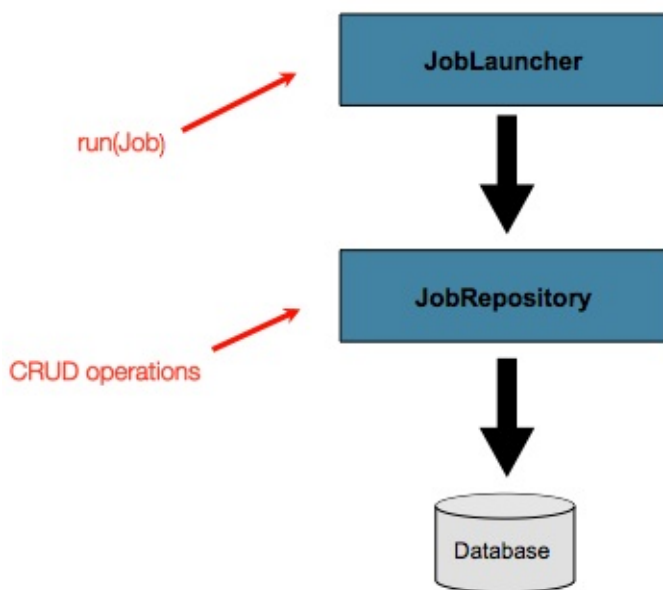 JobLauncher
run(Job)
JobRepository
CRUD operations
Database